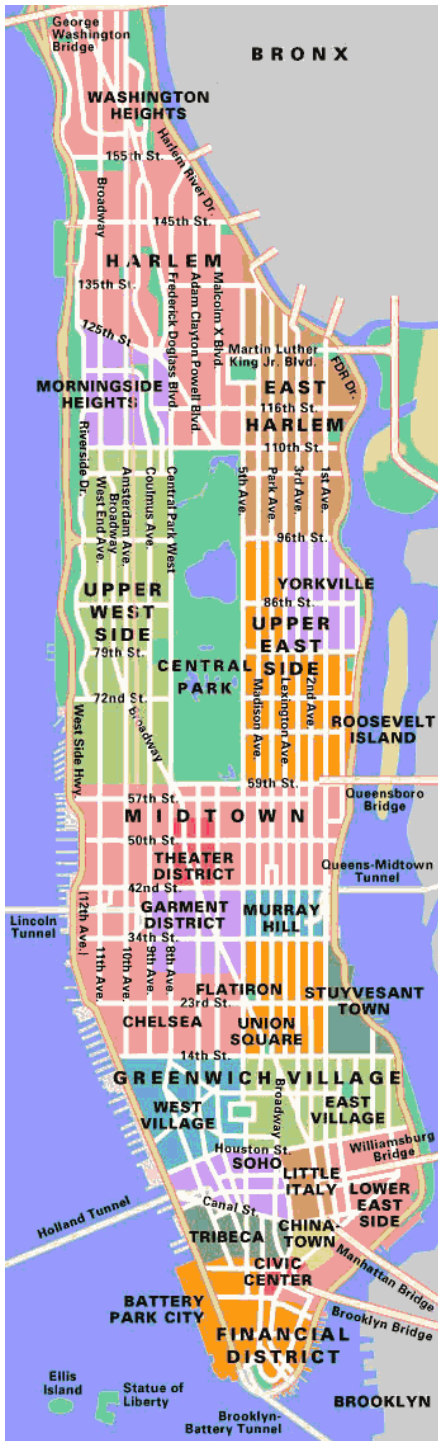 George
Washington
Bridge
BRONX
WASHINGTON
HEIGHTS
155th St.
Harlem River Dr.
Broadway
145th St.
HARLEM
135th St.
Frederick Doglass Blvd.
Adam Clayton Powell Blvd.
Malcolm X Blvd.
125th St.
Martin Luther
King Jr. Blvd.
FDR Dr.
MORNINGSIDE
HEIGHTS
EAST
HARLEM
116th St.
110th St.
Riverside Dr.
West End Ave.
Broadway
Amsterdam Ave.
Coulmus Ave.
Central Park West
5th Ave.
Park Ave.
3rd Ave.
1st Ave.
96th St.
YORKVILLE
86th St.
UPPER
WEST
SIDE
UPPER
EAST
SIDE
79th St.
CENTRAL
PARK
72nd St.
Broadway
Madison Ave.
Lexington Ave.
2nd Ave.
ROOSEVELT
ISLAND
West Side Hwy.
59th St.
57th St.
Queensboro
Bridge
MIDTOWN
50th St.
THEATER
DISTRICT
Queens-Midtown
Tunnel
42nd St.
Lincoln
Tunnel
(12th Ave.)
GARMENT
DISTRICT
MURRAY
HILL
34th St.
11th Ave.
10th Ave.
9th Ave
8th Ave.
FLATIRON
STUYVESANT
TOWN
23rd St.
CHELSEA
UNION
SQUARE
14th St.
GREENWICH VILLAGE
WEST
VILLAGE
Broadway
EAST
VILLAGE
Houston St.
Williamsburg
Bridge
SOHO
LITTLE
ITALY
LOWER
EAST
SIDE
Holland Tunnel
Canal St.
TRIBECA
CHINA-
TOWN
CIVIC
CENTER
Manhattan Bridge
BATTERY
PARK CITY
Brooklyn Bridge
FINANCIAL
DISTRICT
Ellis
Island
Statue of
Liberty
BROOKLYN
Brooklyn-
Battery Tunnel